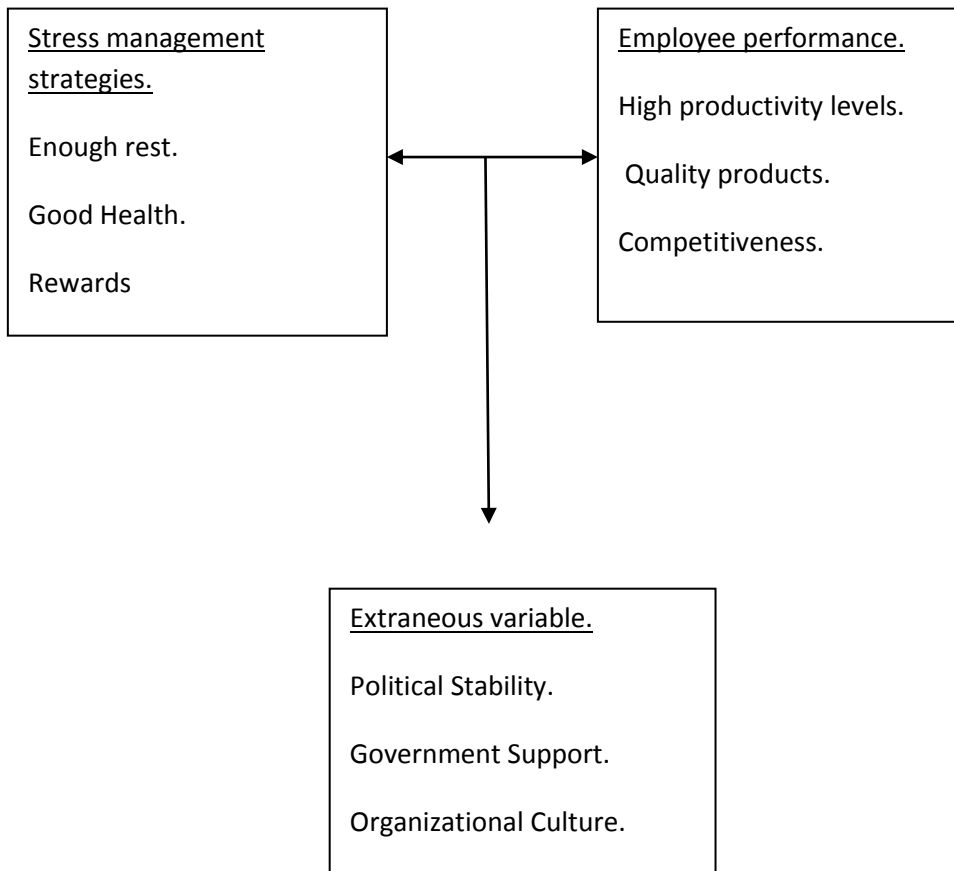 Stress management
strategies.
Enough rest.
Good Health.
Rewards
Employee performance.
High productivity levels.
Quality products.
Competitiveness.
Extraneous variable.
Political Stability.
Government Support.
Organizational Culture.